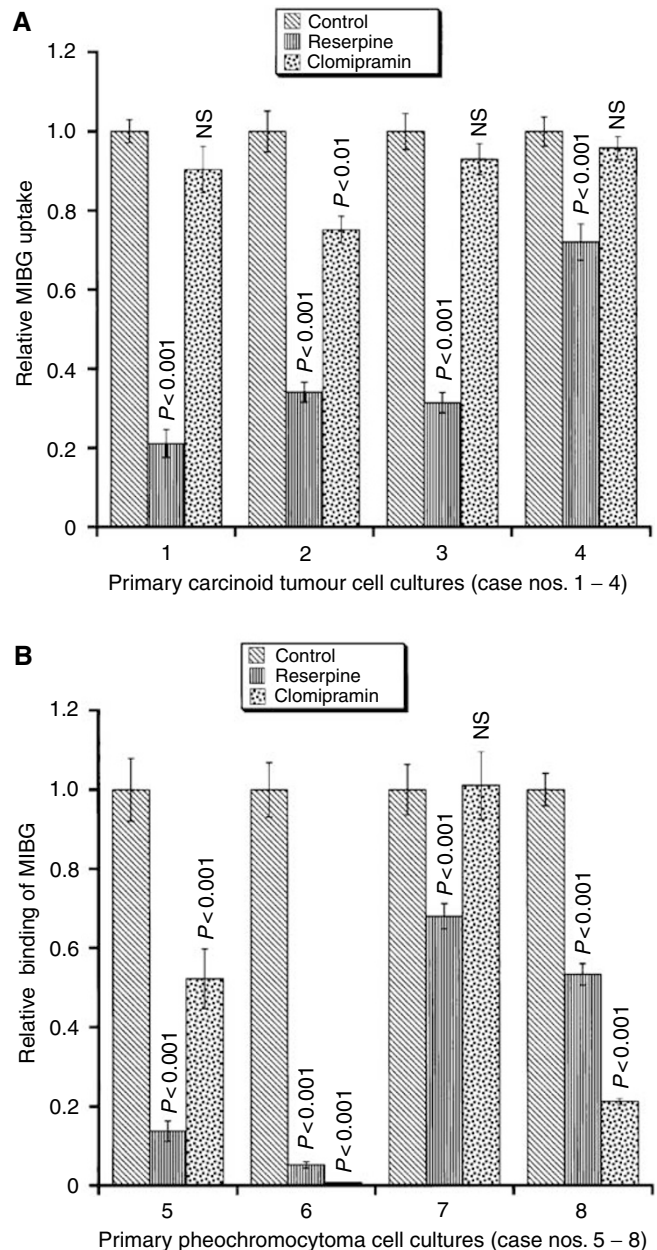 A
Control
Reserpine
Clomipramin
Relative MIBG uptake
1.2
1.0
0.8
0.6
0.4
0.2
0
P<0.001
NS
P<0.001
P<0.01
P<0.001
NS
P<0.001
NS
1 2 3 4
Primary carcinoid tumour cell cultures (case nos. 1 – 4)
B
Control
Reserpine
Clomipramin
Relative binding of MIBG
1.2
1.0
0.8
0.6
0.4
0.2
0
P<0.001
P<0.001
P<0.001
P<0.001
P<0.001
NS
P<0.001
P<0.001
5 6 7 8
Primary pheochromocytoma cell cultures (case nos. 5 – 8)